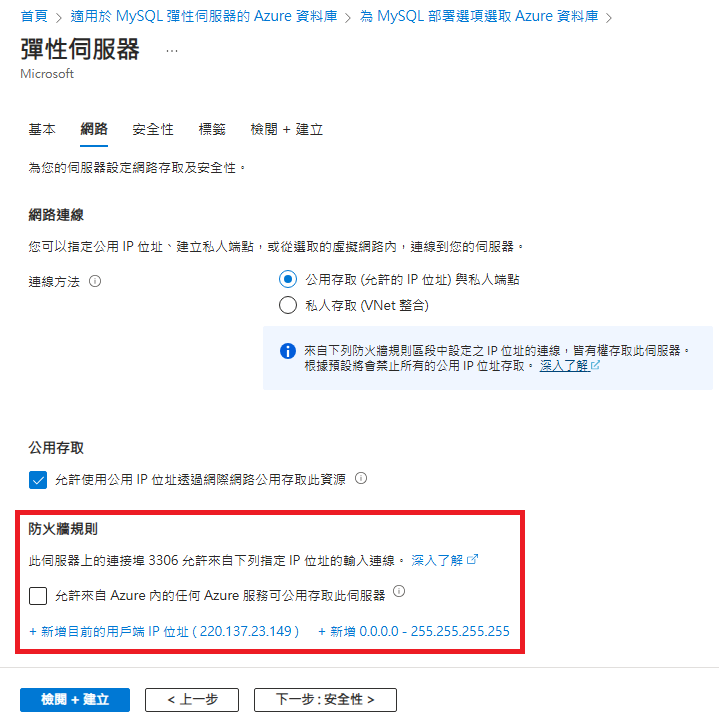 首頁 > 適用於 MySQL 彈性伺服器的 Azure 資料庫 > 為 MySQL 部署選項選取 Azure 資料庫 >
彈性伺服器 ...
Microsoft
基本 網路 安全性 標籤 檢閱 + 建立
為您的伺服器設定網路存取及安全性。
網路連線
您可以指定公用 IP 位址、建立私人端點，或從選取的虛擬網路內，連線到您的伺服器。
連線方法
公用存取 (允許的 IP 位址) 與私人端點
私人存取 (VNet 整合)
來自下列防火牆規則區段中設定之 IP 位址的連線，皆有權存取此伺服器。
根據預設將會禁止所有的公用 IP 位址存取。 深入了解
公用存取
允許使用公用 IP 位址透過網際網路公用存取此資源
防火牆規則
此伺服器上的連接埠 3306 允許來自下列指定 IP 位址的輸入連線。 深入了解
允許來自 Azure 內的任何 Azure 服務可公用存取此伺服器
+ 新增目前的用戶端 IP 位址 ( 220.137.23.149 ) + 新增 0.0.0.0 - 255.255.255.255
檢閱 + 建立 < 上一步 下一步 : 安全性 >